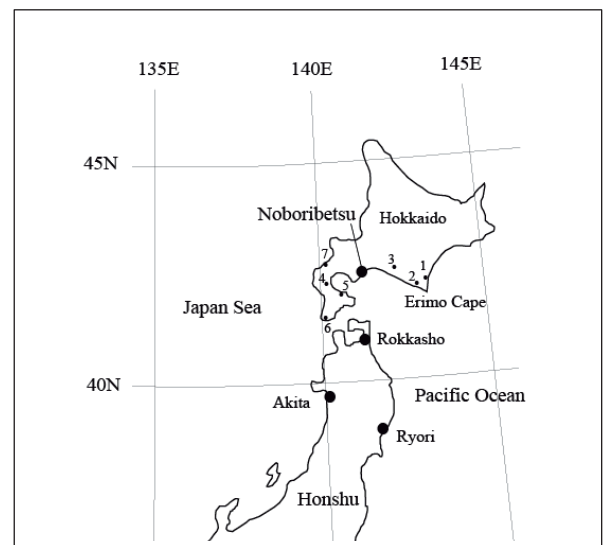 135E
140E
145E
45N
Noboribetsu
Hokkaido
7
3
1
4
2
5
Erimo Cape
Japan Sea
6
Rokkasho
40N
Pacific Ocean
Akita
Ryori
Honshu